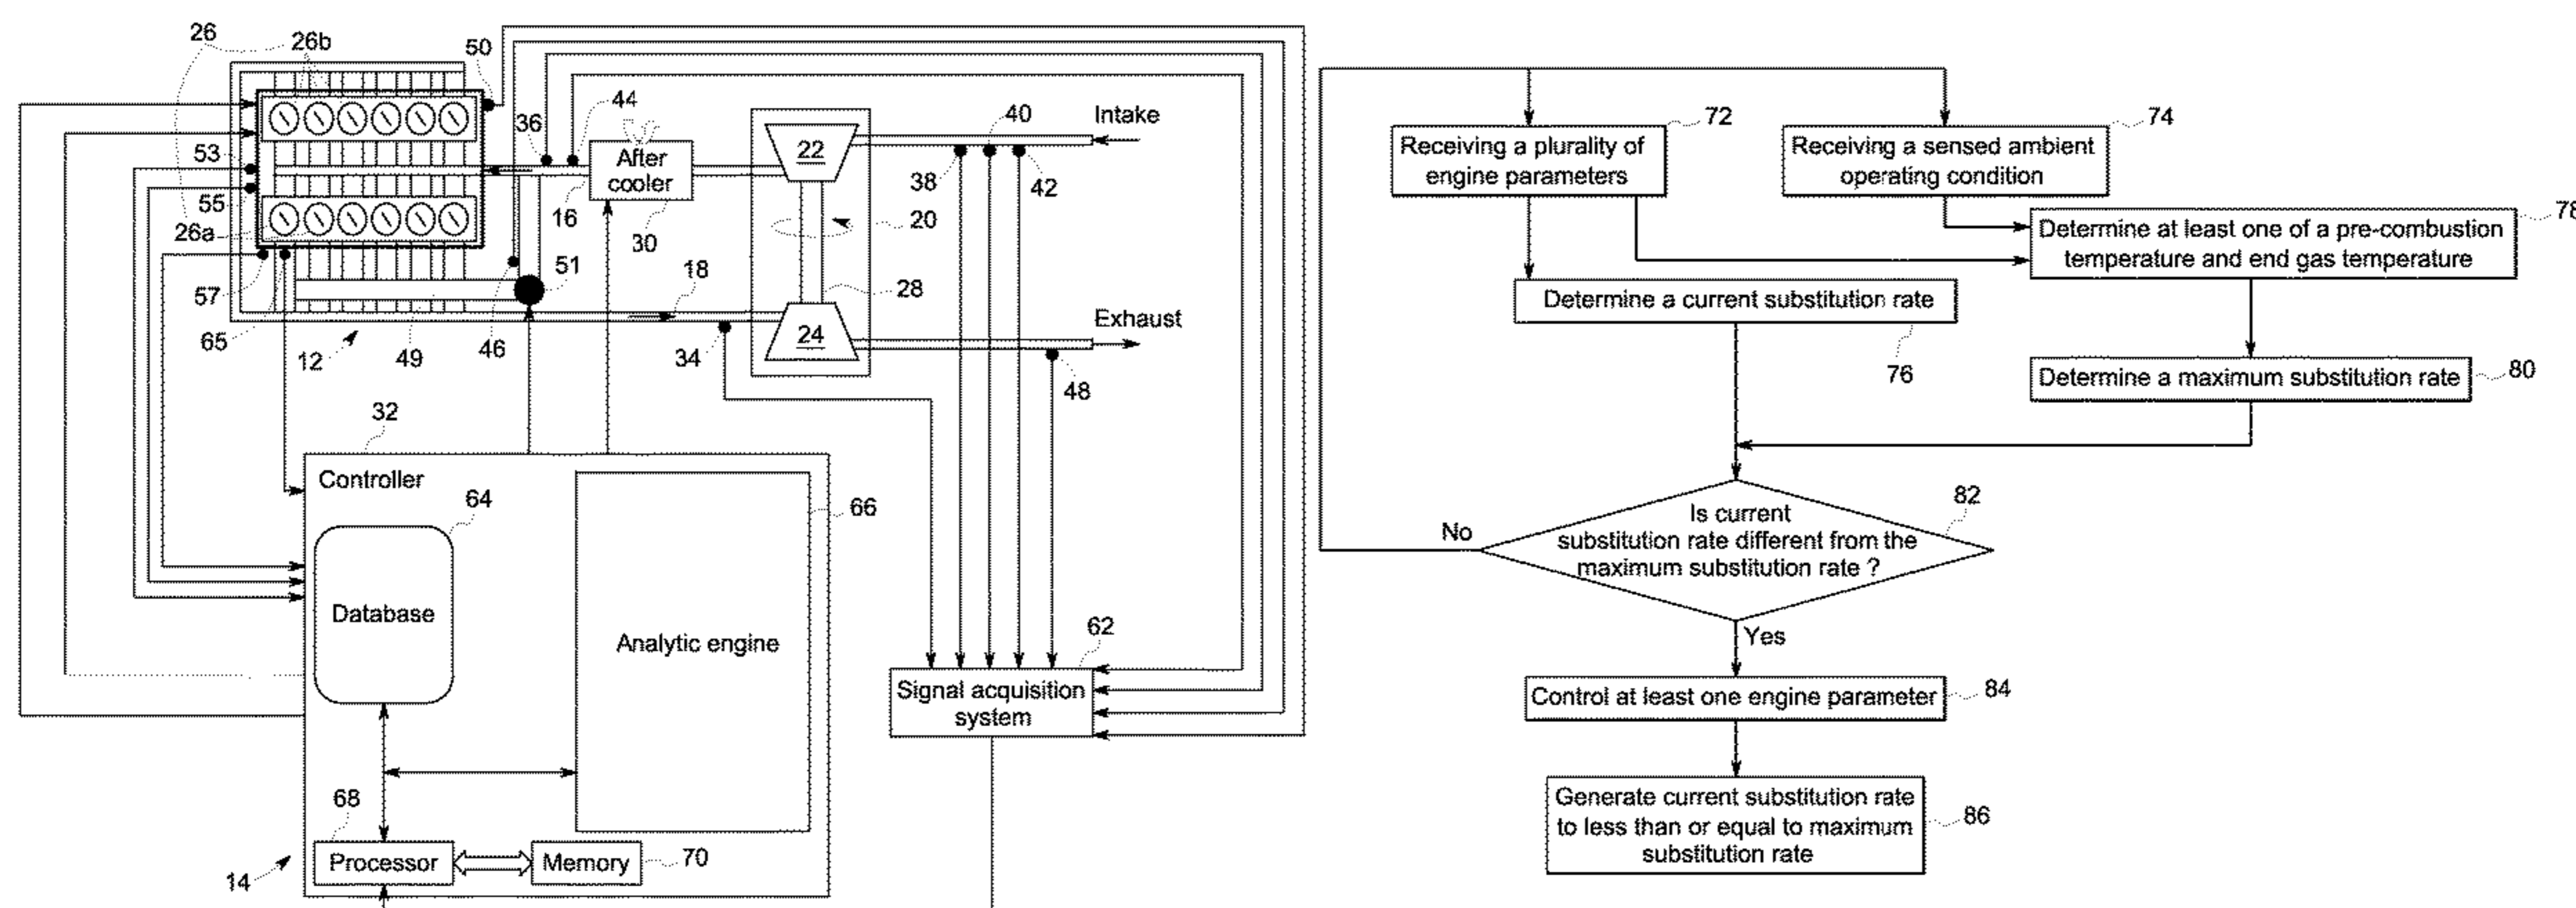 26
26b
50
36
44
40
Intake
53
After
cooler
22
38
42
55
16
30
20
26a
57
51
18
28
65
12
49
46
34
24
Exhaust
48
32
Controller
64
66
Database
Analytic engine
62
Signal acquisition
system
68
Processor
Memory
70
14
72
74
Receiving a plurality of
engine parameters
Receiving a sensed ambient
operating condition
78
Determine at least one of a pre-combustion
temperature and end gas temperature
Determine a current substitution rate
76
Determine a maximum substitution rate
80
82
No
Is current
substitution rate different from the
maximum substitution rate ?
Yes
Control at least one engine parameter
84
Generate current substitution rate
to less than or equal to maximum
substitution rate
86